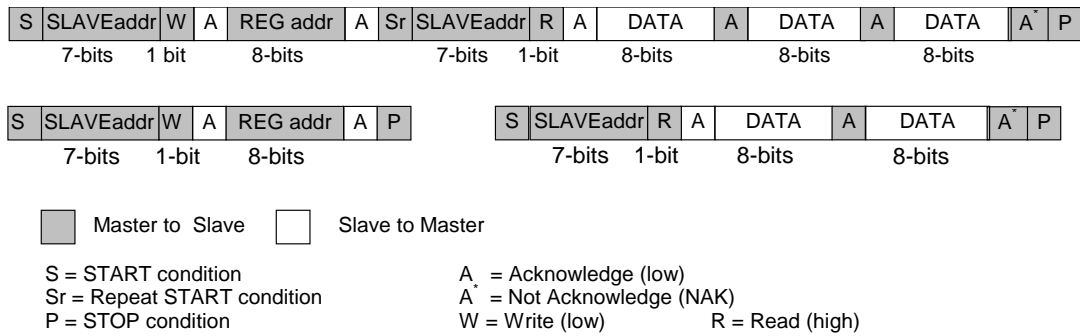 S SLAVEaddr W A REG addr A Sr SLAVEaddr R A DATA A DATA A DATA A* P
7-bits 1 bit 8-bits 7-bits 1-bit 8-bits 8-bits 8-bits
S SLAVEaddr W A REG addr A P S SLAVEaddr R A DATA A DATA A* P
7-bits 1-bit 8-bits 7-bits 1-bit 8-bits 8-bits
Master to Slave Slave to Master
S = START condition A = Acknowledge (low)
Sr = Repeat START condition A* = Not Acknowledge (NAK)
P = STOP condition W = Write (low) R = Read (high)